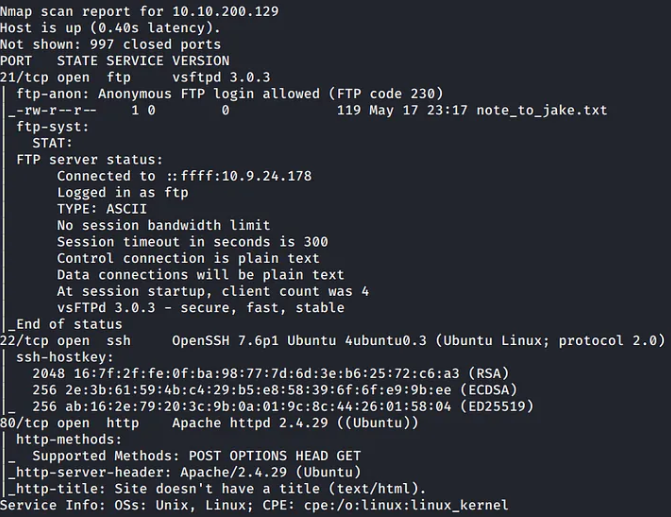 Nmap scan report for 10.10.200.129
Host is up (0.40s latency).
Not shown: 997 closed ports
PORT   STATE SERVICE VERSION
21/tcp open  ftp     vsftpd 3.0.3
| ftp-anon: Anonymous FTP login allowed (FTP code 230)
|_-rw-r--r--    1 0        0             119 May 17 23:17 note_to_jake.txt
| ftp-syst:
|   STAT:
| FTP server status:
|      Connected to ::ffff:10.9.24.178
|      Logged in as ftp
|      TYPE: ASCII
|      No session bandwidth limit
|      Session timeout in seconds is 300
|      Control connection is plain text
|      Data connections will be plain text
|      At session startup, client count was 4
|      vsFTPd 3.0.3 - secure, fast, stable
|_End of status
22/tcp open  ssh     OpenSSH 7.6p1 Ubuntu 4ubuntu0.3 (Ubuntu Linux; protocol 2.0)
| ssh-hostkey:
|   2048 16:7f:2f:fe:0f:ba:98:77:7d:6d:3e:b6:25:72:c6:a3 (RSA)
|   256 2e:3b:61:59:4b:c4:29:b5:e8:58:39:6f:6f:e9:9b:ee (ECDSA)
|_  256 ab:16:2e:79:20:3c:9b:0a:01:9c:8c:44:26:01:58:04 (ED25519)
80/tcp open  http    Apache httpd 2.4.29 ((Ubuntu))
| http-methods:
|_  Supported Methods: POST OPTIONS HEAD GET
|_http-server-header: Apache/2.4.29 (Ubuntu)
|_http-title: Site doesn't have a title (text/html).
Service Info: OSs: Unix, Linux; CPE: cpe:/o:linux:linux_kernel